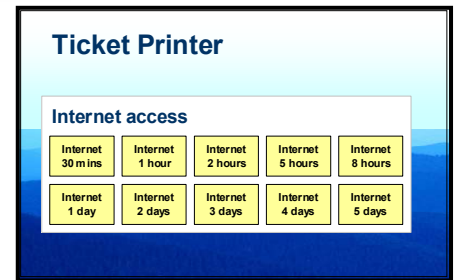 Ticket Printer
Internet access
Internet 30 mins
Internet 1 hour
Internet 2 hours
Internet 5 hours
Internet 8 hours
Internet 1 day
Internet 2 days
Internet 3 days
Internet 4 days
Internet 5 days